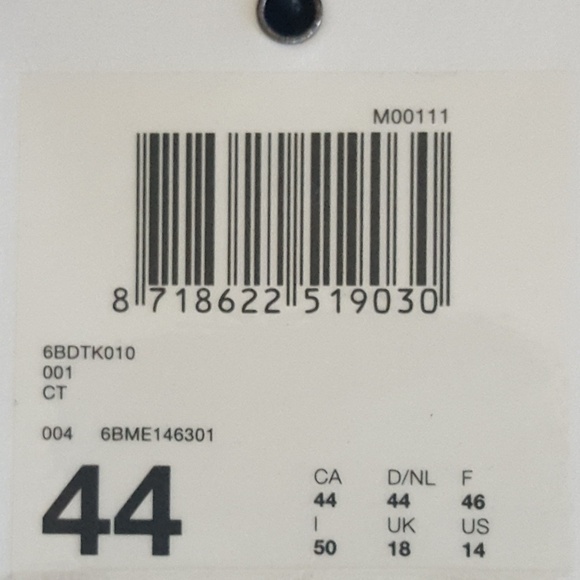 M00111
8 718622 519030
6BDTK010
001
CT
004 6BME146301
44
CA D/NL F
44 44 46
I UK US
50 18 14